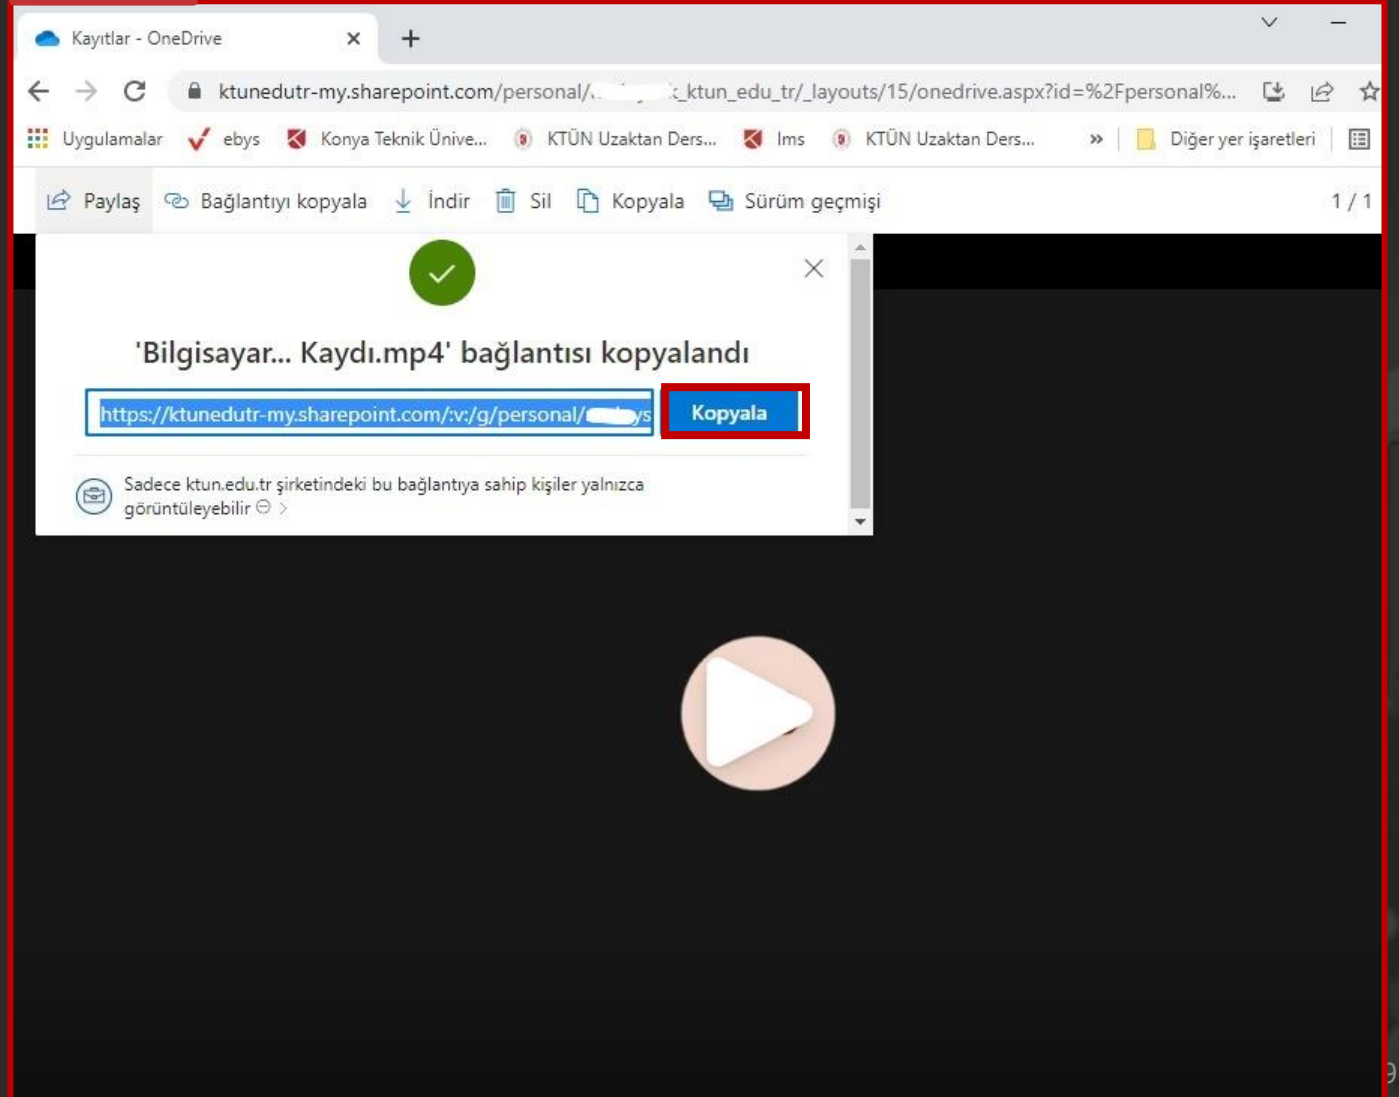 Kayıtlar - OneDrive
ktunedutr-my.sharepoint.com/personal/ k_ktun_edu_tr/_layouts/15/onedrive.aspx?id=%2Fpersonal%...
Uygulamalar ebys Konya Teknik Ünive... KTÜN Uzaktan Ders... lms KTÜN Uzaktan Ders... » Diğer yer işaretleri
Paylaş Bağlantıyı kopyala İndir Sil Kopyala Sürüm geçmişi 1 / 1
'Bilgisayar... Kaydı.mp4' bağlantısı kopyalandı
https://ktunedutr-my.sharepoint.com/:v:/g/personal/ ys Kopyala
Sadece ktun.edu.tr şirketindeki bu bağlantıya sahip kişiler yalnızca
görüntüleyebilir
9